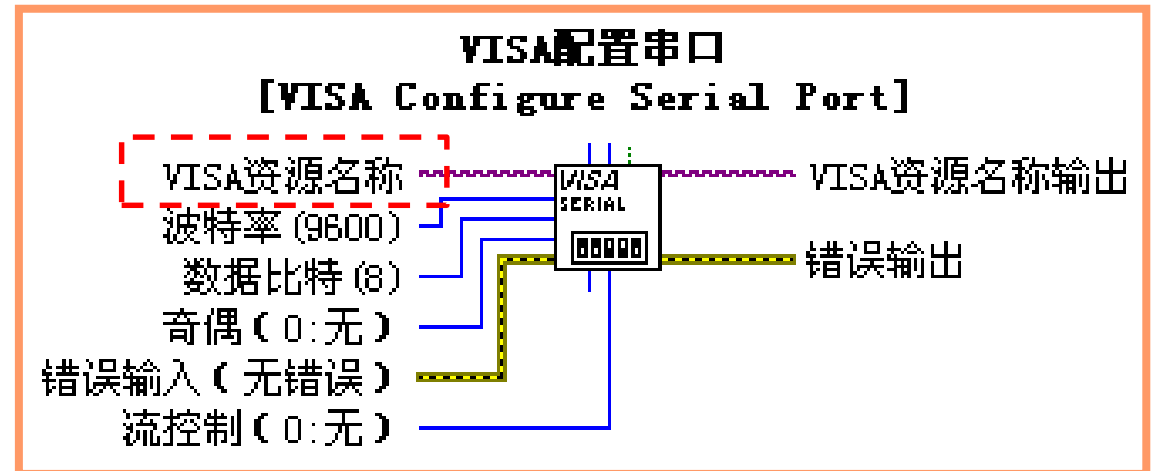 VISA配置串口
[VISA Configure Serial Port]
VISA资源名称
波特率(9600)
数据比特(8)
奇偶(0:无)
错误输入(无错误)
流控制(0:无)
VISA
SERIAL
VISA资源名称输出
错误输出